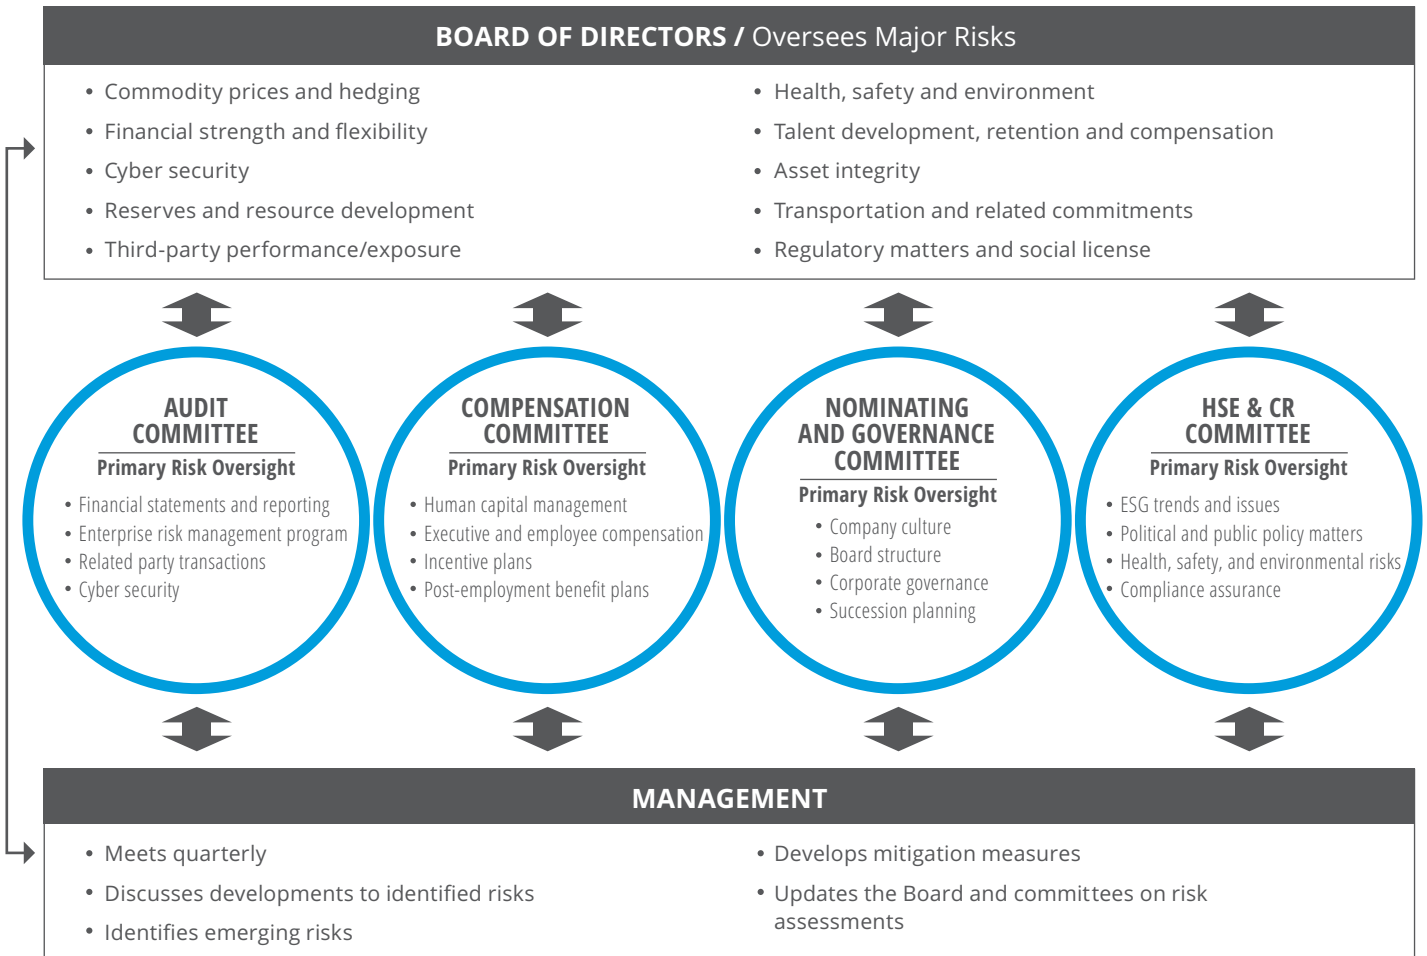 BOARD OF DIRECTORS / Oversees Major Risks
• Commodity prices and hedging
• Financial strength and flexibility
• Cyber security
• Reserves and resource development
• Third-party performance/exposure
• Health, safety and environment
• Talent development, retention and compensation
• Asset integrity
• Transportation and related commitments
• Regulatory matters and social license
AUDIT
COMMITTEE
Primary Risk Oversight
• Financial statements and reporting
• Enterprise risk management program
• Related party transactions
• Cyber security
COMPENSATION
COMMITTEE
Primary Risk Oversight
• Human capital management
• Executive and employee compensation
• Incentive plans
• Post-employment benefit plans
NOMINATING
AND GOVERNANCE
COMMITTEE
Primary Risk Oversight
• Company culture
• Board structure
• Corporate governance
• Succession planning
HSE & CR
COMMITTEE
Primary Risk Oversight
• ESG trends and issues
• Political and public policy matters
• Health, safety, and environmental risks
• Compliance assurance
MANAGEMENT
• Meets quarterly
• Discusses developments to identified risks
• Identifies emerging risks
• Develops mitigation measures
• Updates the Board and committees on risk
assessments